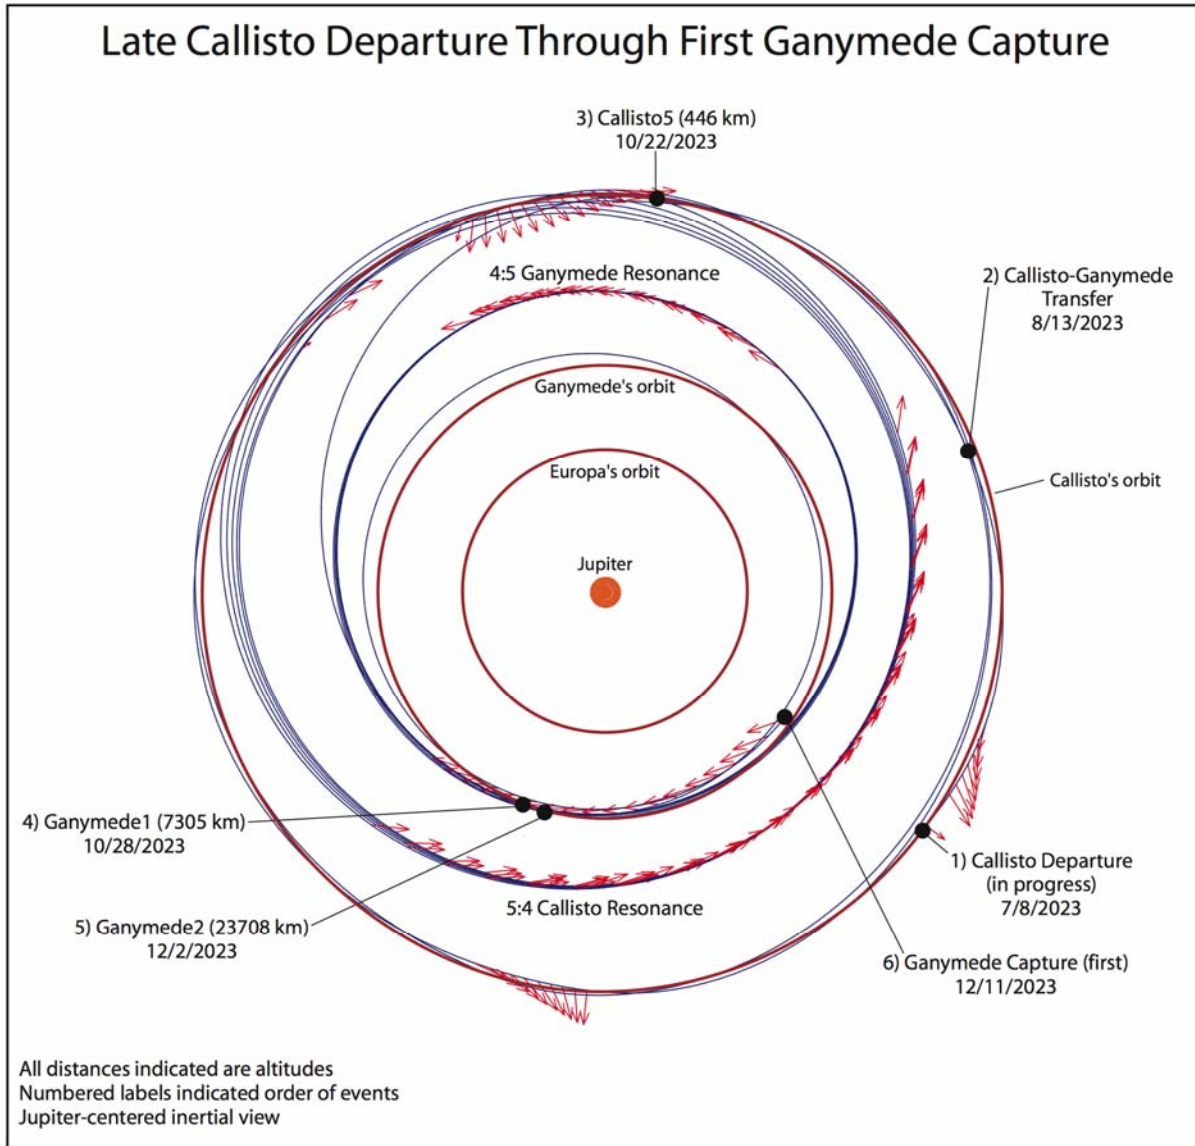 Late Callisto Departure Through First Ganymede Capture
3) Callisto5 (446 km)
10/22/2023
4:5 Ganymede Resonance
2) Callisto-Ganymede
Transfer
8/13/2023
Ganymede's orbit
Europa's orbit
Callisto's orbit
Jupiter
4) Ganymede1 (7305 km)
10/28/2023
1) Callisto Departure
(in progress)
7/8/2023
5:4 Callisto Resonance
5) Ganymede2 (23708 km)
12/2/2023
6) Ganymede Capture (first)
12/11/2023
All distances indicated are altitudes
Numbered labels indicated order of events
Jupiter-centered inertial view